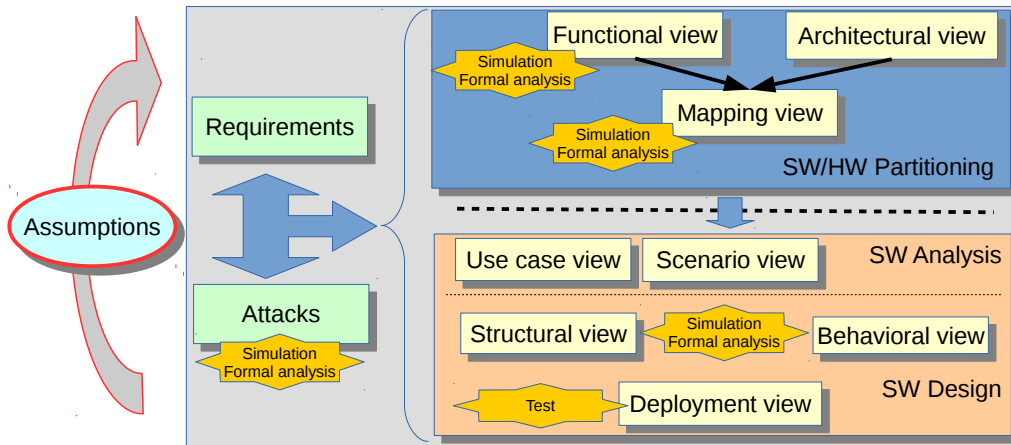 Assumptions
Requirements
Attacks
Simulation
Formal analysis
Functional view
Architectural view
Simulation
Formal analysis
Mapping view
Simulation
Formal analysis
SW/HW Partitioning
Use case view
Scenario view
SW Analysis
Structural view
Simulation
Formal analysis
Behavioral view
SW Design
Test
Deployment view